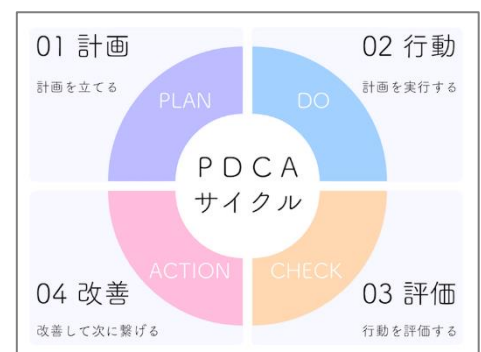 01 計画
計画を立てる
PLAN
02 行動
計画を実行する
DO
PDCA
サイクル
ACTION
04 改善
改善して次に繋げる
CHECK
03 評価
行動を評価する